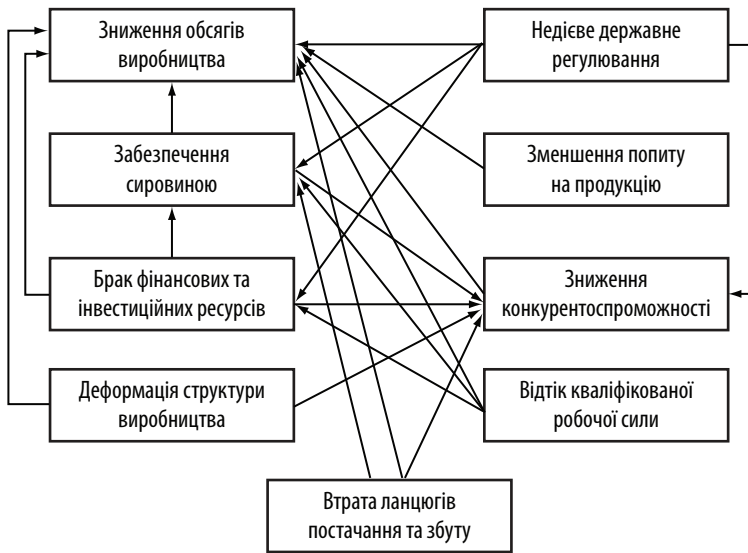 Зниження обсягів
виробництва
Недієве державне
регулювання
Забезпечення
сировиною
Зменшення попиту
на продукцію
Брак фінансових та
інвестиційних ресурсів
Зниження
конкурентоспроможності
Деформація структури
виробництва
Відтік кваліфікованої
робочої сили
Втрата ланцюгів
постачання та збуту